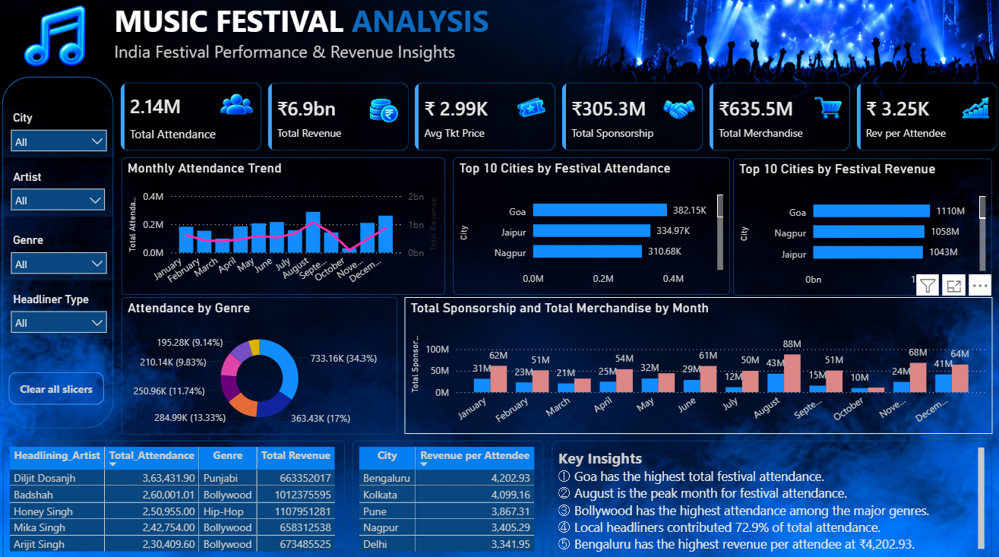 MUSIC FESTIVAL ANALYSIS
India Festival Performance & Revenue Insights
City
All
Artist
All
Genre
All
Headliner Type
All
Clear all slicers
2.14M
Total Attendance
₹6.9bn
Total Revenue
₹ 2.99K
Avg Tkt Price
₹305.3M
Total Sponsorship
₹635.5M
Total Merchandise
₹ 3.25K
Rev per Attendee
Monthly Attendance Trend
Total Attenda...
0.4M
0.2M
0.0M
2bn
1bn
0bn
Total Revenue
January
February
March
April
May
June
July
August
Septe...
October
Nove...
Decem...
Top 10 Cities by Festival Attendance
City
Goa 382.15K
Jaipur 334.97K
Nagpur 310.68K
0.0M 0.2M 0.4M
Top 10 Cities by Festival Revenue
City
Goa 1110M
Nagpur 1058M
Jaipur 1043M
0bn 1
Attendance by Genre
195.28K (9.14%)
210.14K (9.83%)
250.96K (11.74%)
284.99K (13.33%)
733.16K (34.3%)
363.43K (17%)
Total Sponsorship and Total Merchandise by Month
Total Sponsor...
100M
50M
0M
31M 62M
23M 51M
21M
25M 54M
32M
29M 61M
12M 50M
43M 88M
15M 51M
10M
24M 68M
41M 64M
January
February
March
April
May
June
July
August
Septe...
October
Nove...
Decem...
Headlining_Artist Total_Attendance Genre Total Revenue
Diljit Dosanjh 3,63,431.90 Punjabi 663352017
Badshah 2,60,001.01 Bollywood 1012375595
Honey Singh 2,50,955.00 Hip-Hop 1107951281
Mika Singh 2,42,754.00 Bollywood 658312538
Arijit Singh 2,30,409.60 Bollywood 673485525
City Revenue per Attendee
Bengaluru 4,202.93
Kolkata 4,099.16
Pune 3,867.31
Nagpur 3,405.29
Delhi 3,341.95
Key Insights
① Goa has the highest total festival attendance.
② August is the peak month for festival attendance.
③ Bollywood has the highest attendance among the major genres.
④ Local headliners contributed 72.9% of total attendance.
⑤ Bengaluru has the highest revenue per attendee at ₹4,202.93.